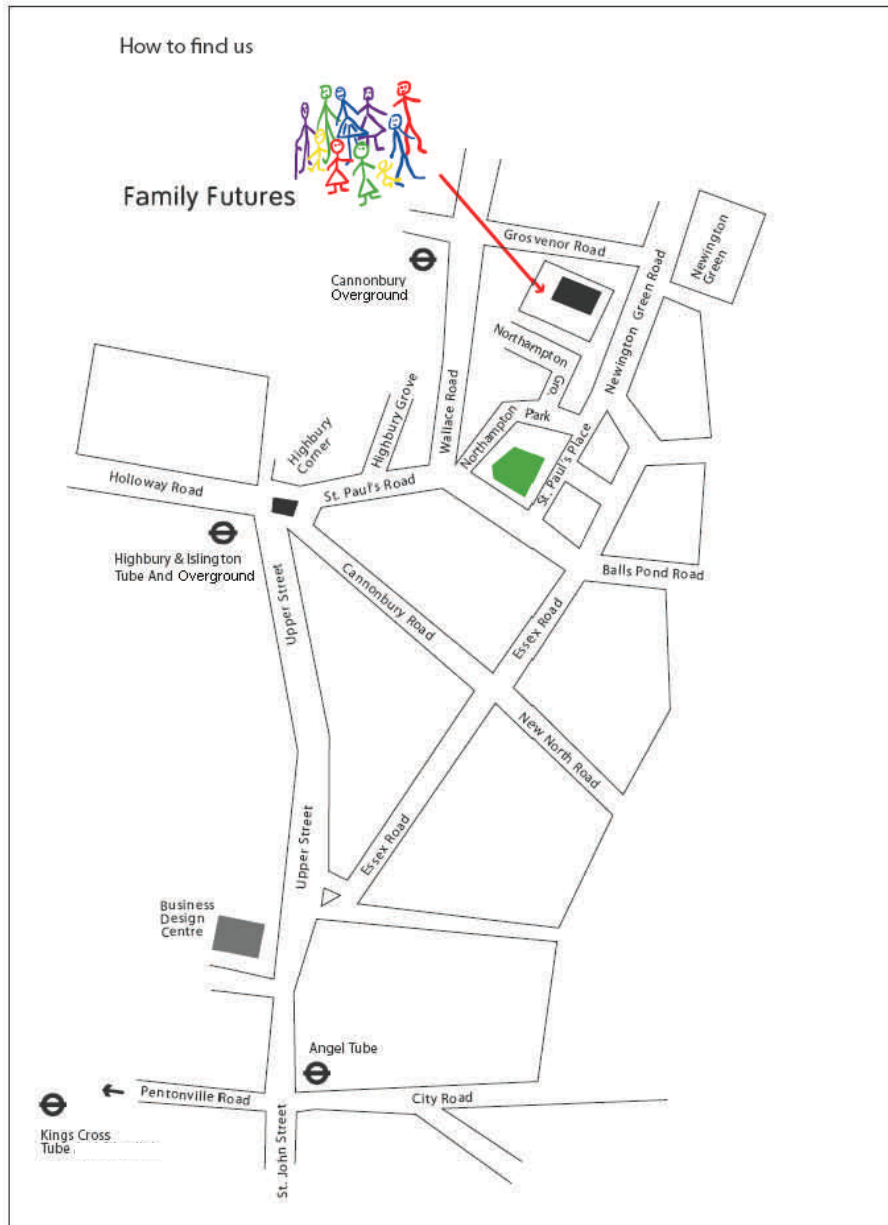 How to find us
Family Futures
Grosvenor Road
Newington
Green
Cannonbury
Overground
Newington Green Road
Northampton
Gro.
Wallace Road
Highbury Grove
Park
Northampton
St. Paul's Place
Highbury
Corner
Holloway Road
St. Paul's Road
Highbury & Islington
Tube And Overground
Cannonbury Road
Balls Pond Road
Upper Street
Essex Road
New North Road
Upper Street
Essex Road
Business
Design
Centre
Angel Tube
Pentonville Road
City Road
Kings Cross
Tube
St. John Street